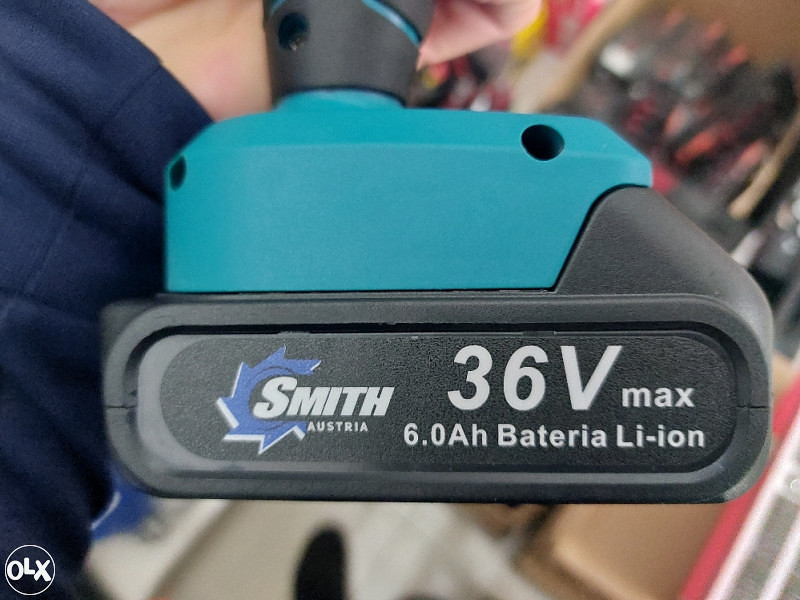 SMITH
AUSTRIA
36V max
6.0Ah Bateria Li-ion
OLX